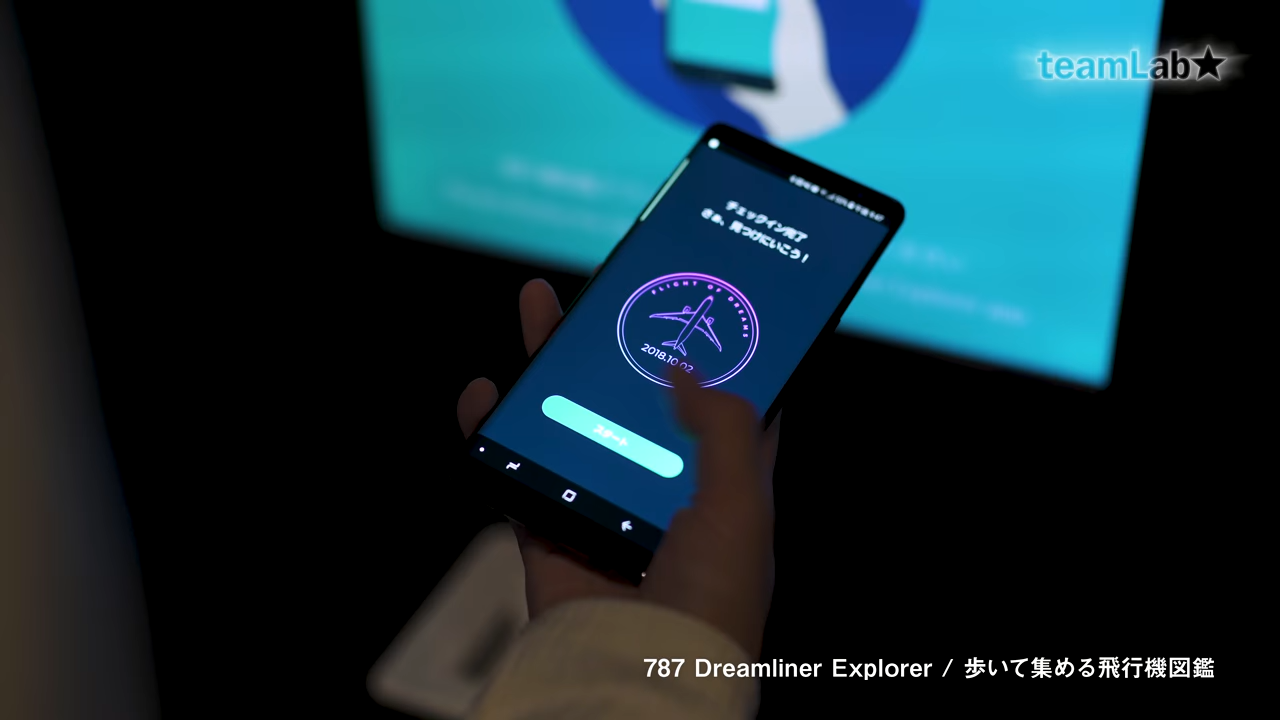 teamLab★
チェックイン完了
さぁ、見つけにいこう！
FLIGHT OF DREAMS
2018.10.02
スタート
787 Dreamliner Explorer / 歩いて集める飛行機図鑑